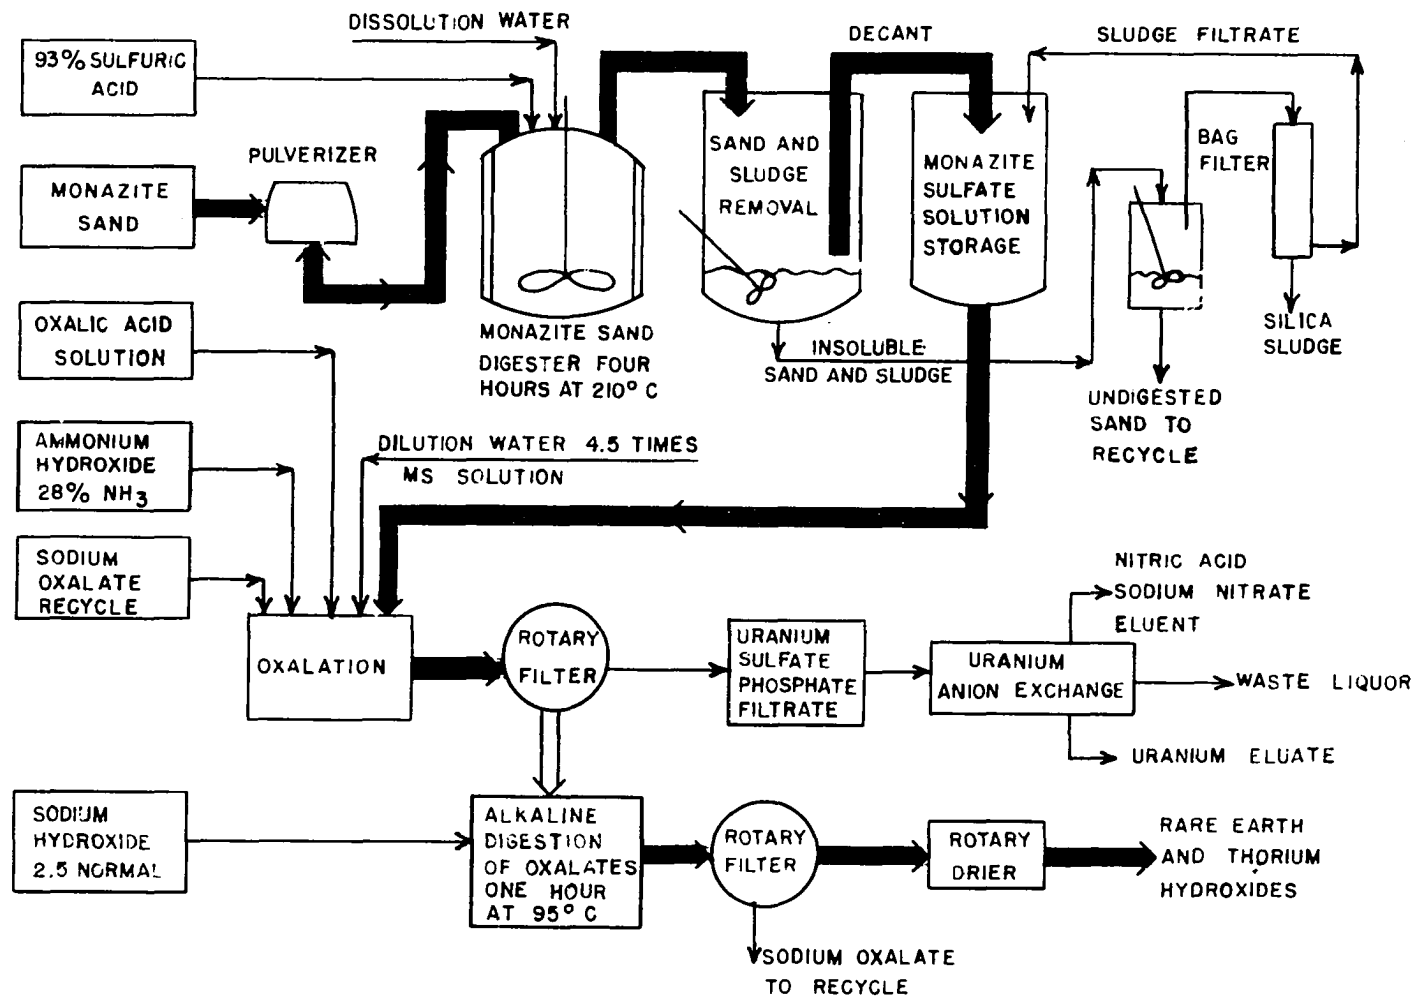 DISSOLUTION WATER
DECANT
SLUDGE FILTRATE
93% SULFURIC
ACID
PULVERIZER
MONAZITE
SAND
SAND AND
SLUDGE
REMOVAL
MONAZITE
SULFATE
SOLUTION
STORAGE
BAG
FILTER
OXALIC ACID
SOLUTION
MONAZITE SAND
DIGESTER FOUR
HOURS AT 210° C
INSOLUBLE
SAND AND SLUDGE
SILICA
SLUDGE
UNDIGESTED
SAND TO
RECYCLE
AMMONIUM
HYDROXIDE
28% NH3
DILUTION WATER 4.5 TIMES
MS SOLUTION
SODIUM
OXALATE
RECYCLE
OXALATION
ROTARY
FILTER
URANIUM
SULFATE
PHOSPHATE
FILTRATE
URANIUM
ANION EXCHANGE
NITRIC ACID
SODIUM NITRATE
ELUENT
WASTE LIQUOR
URANIUM ELUATE
SODIUM
HYDROXIDE
2.5 NORMAL
ALKALINE
DIGESTION
OF OXALATES
ONE HOUR
AT 95° C
ROTARY
FILTER
ROTARY
DRIER
RARE EARTH
AND THORIUM
HYDROXIDES
SODIUM OXALATE
TO RECYCLE